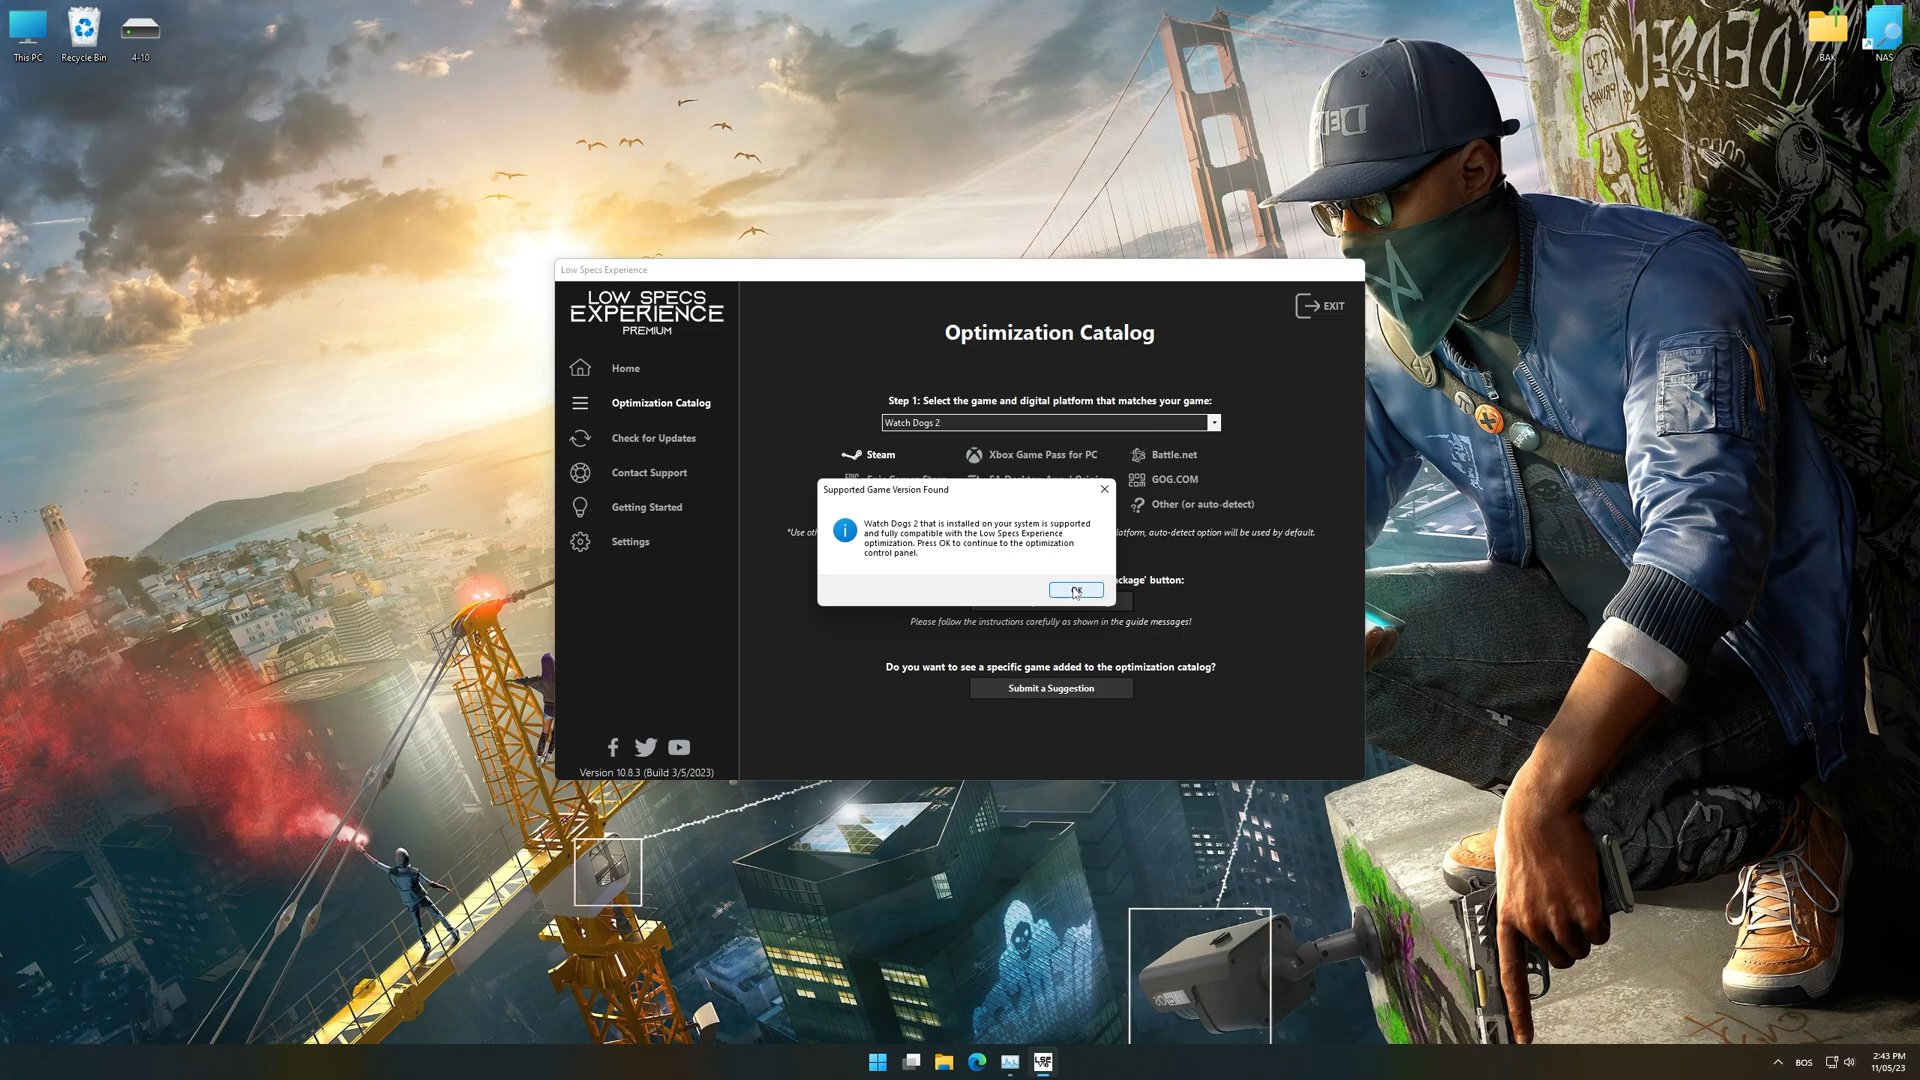 This PC
Recycle Bin
4-10
BAK
NAS
Low Specs Experience
LOW SPECS
EXPERIENCE
PREMIUM
EXIT
Optimization Catalog
Home
Optimization Catalog
Check for Updates
Contact Support
Getting Started
Settings
Step 1: Select the game and digital platform that matches your game:
Watch Dogs 2
Steam
Xbox Game Pass for PC
Battle.net
GOG.COM
Other (or auto-detect)
*Use oth
latform, auto-detect option will be used by default.
Supported Game Version Found
Watch Dogs 2 that is installed on your system is supported
and fully compatible with the Low Specs Experience
optimization. Press OK to continue to the optimization
control panel.
OK
ackage' button:
Please follow the instructions carefully as shown in the guide messages!
Do you want to see a specific game added to the optimization catalog?
Submit a Suggestion
Version 10.8.3 (Build 3/5/2023)
DEDSEC
RIP
PRIVACY
BOS
2:43 PM
11/05/23